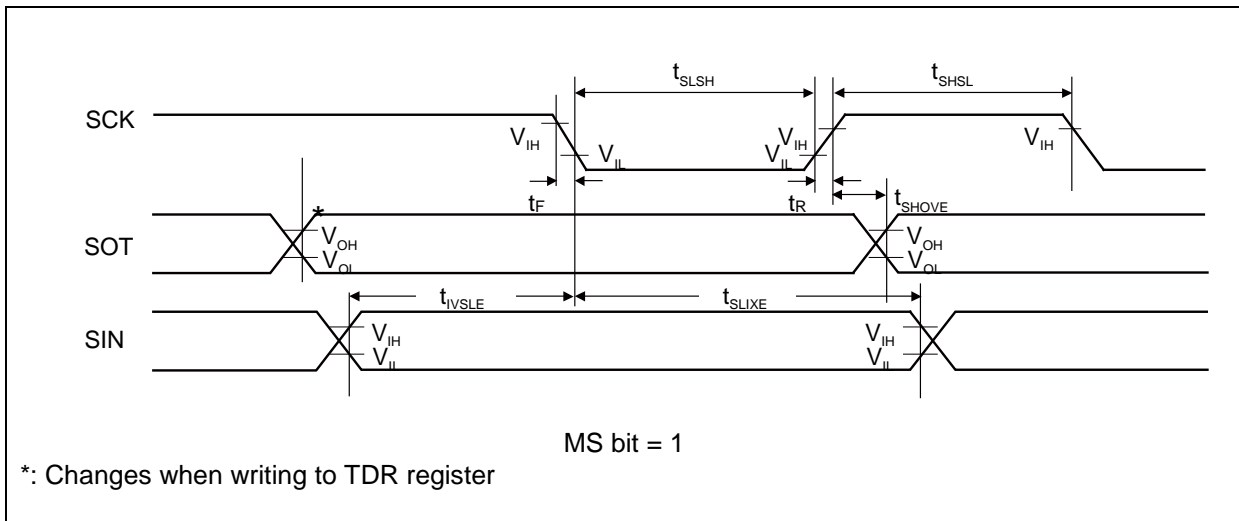 tSLSH tSHSL
SCK
VIH VIL VIH VIL VIH
tF tR tSHOVE
*
SOT
VOH VOH
VOL VOL
tIVSLE tSLIXE
SIN
VIH VIH
VIL VIL
MS bit = 1
*: Changes when writing to TDR register